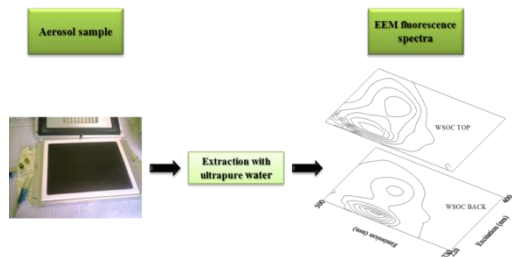 Aerosol sample
EEM fluorescence
spectra
WSOC TOP
Extraction with
ultrapure water
WSOC BACK
500
400
Emission (nm)
Excitation (nm)
220